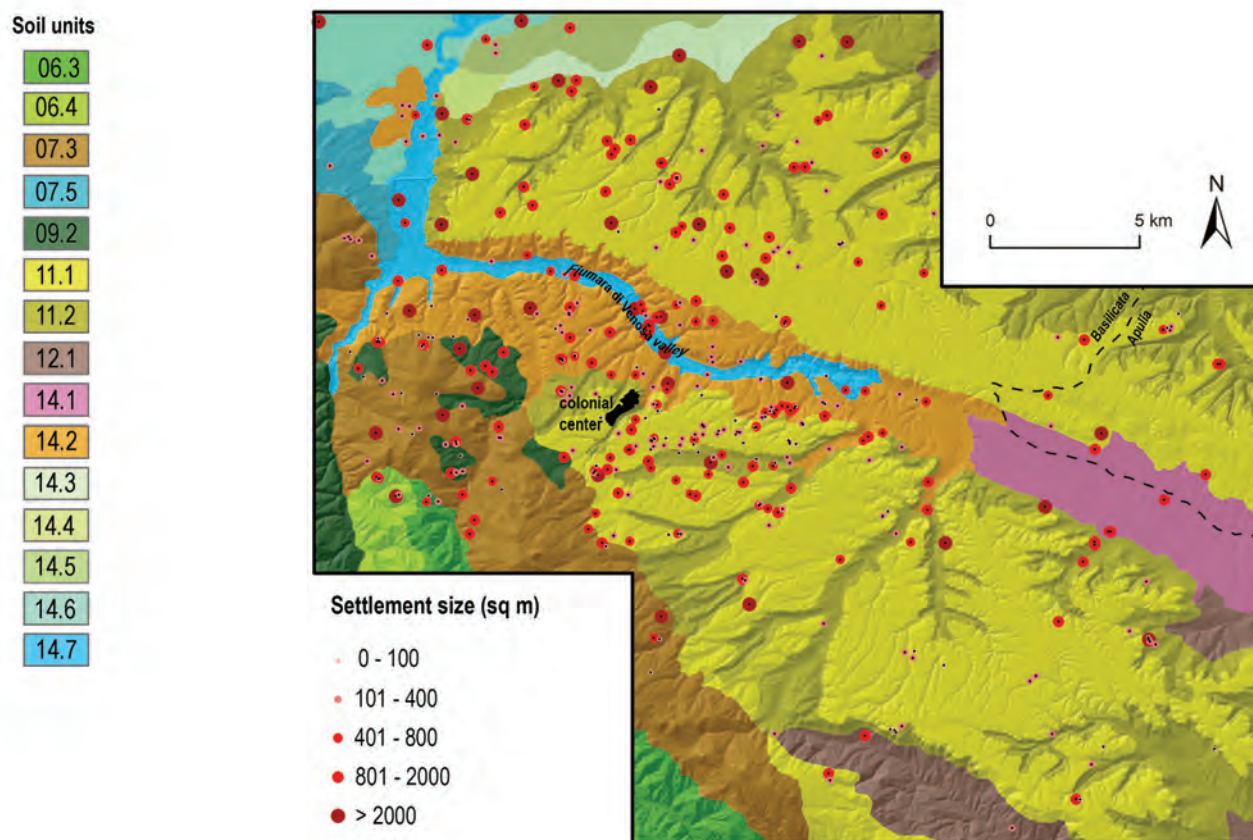 Soil units
06.3
06.4
07.3
07.5
09.2
11.1
11.2
12.1
14.1
14.2
14.3
14.4
14.5
14.6
14.7
0 5 km
N
Fiumara di Venosa valley
Basilicata
Apulia
colonial
center
Settlement size (sq m)
0 - 100
101 - 400
401 - 800
801 - 2000
> 2000